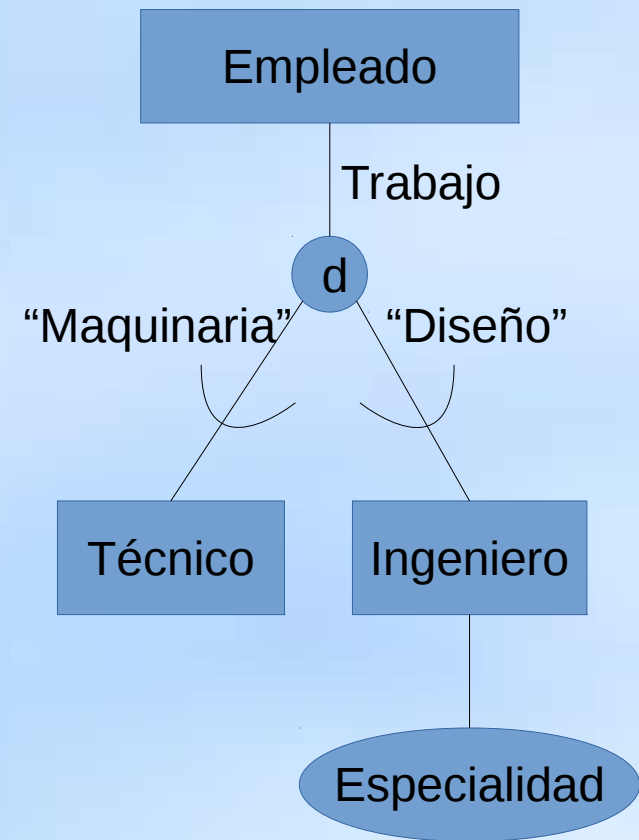 Empleado
Trabajo
d
“Maquinaria”
“Diseño”
Técnico
Ingeniero
Especialidad